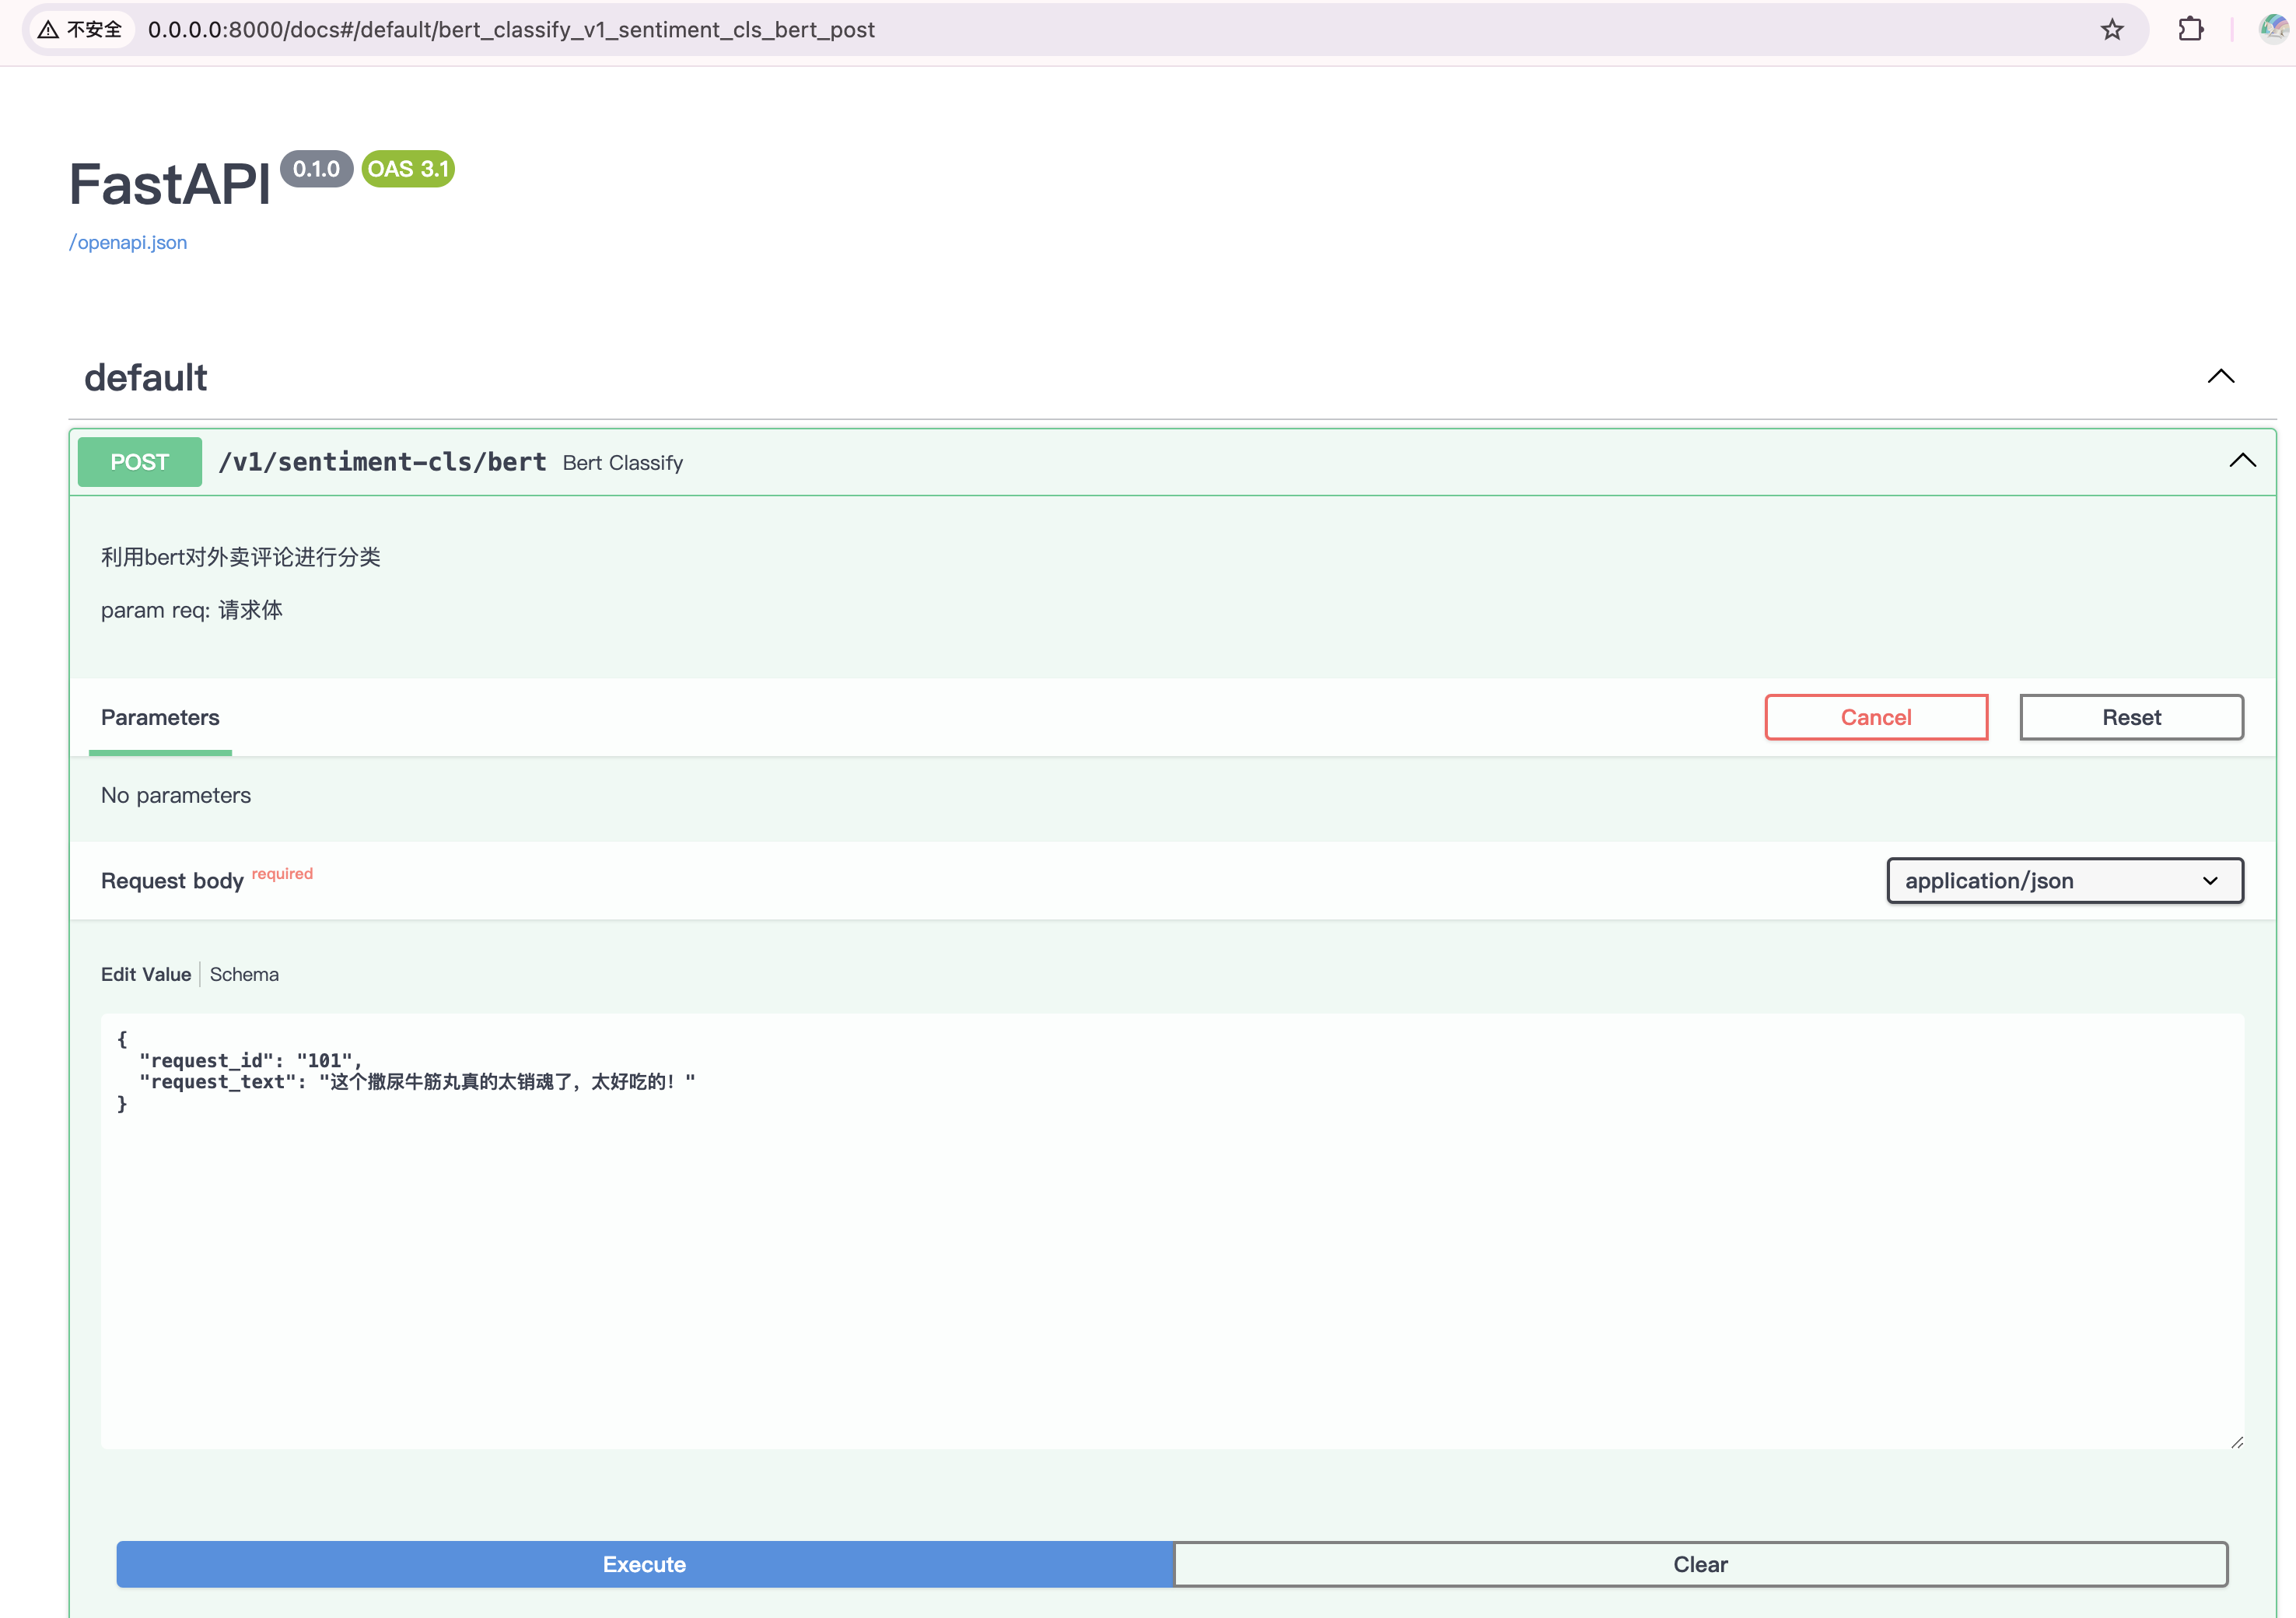 不安全 0.0.0.0:8000/docs#/default/bert_classify_v1_sentiment_cls_bert_post
FastAPI 0.1.0 OAS 3.1
/openapi.json
default
POST /v1/sentiment-cls/bert Bert Classify
利用bert对外卖评论进行分类
param req: 请求体
Parameters Cancel Reset
No parameters
Request body required application/json
Edit Value Schema
{
"request_id": "101",
"request_text": "这个撒尿牛筋丸真的太销魂了，太好吃的！"
}
Execute Clear